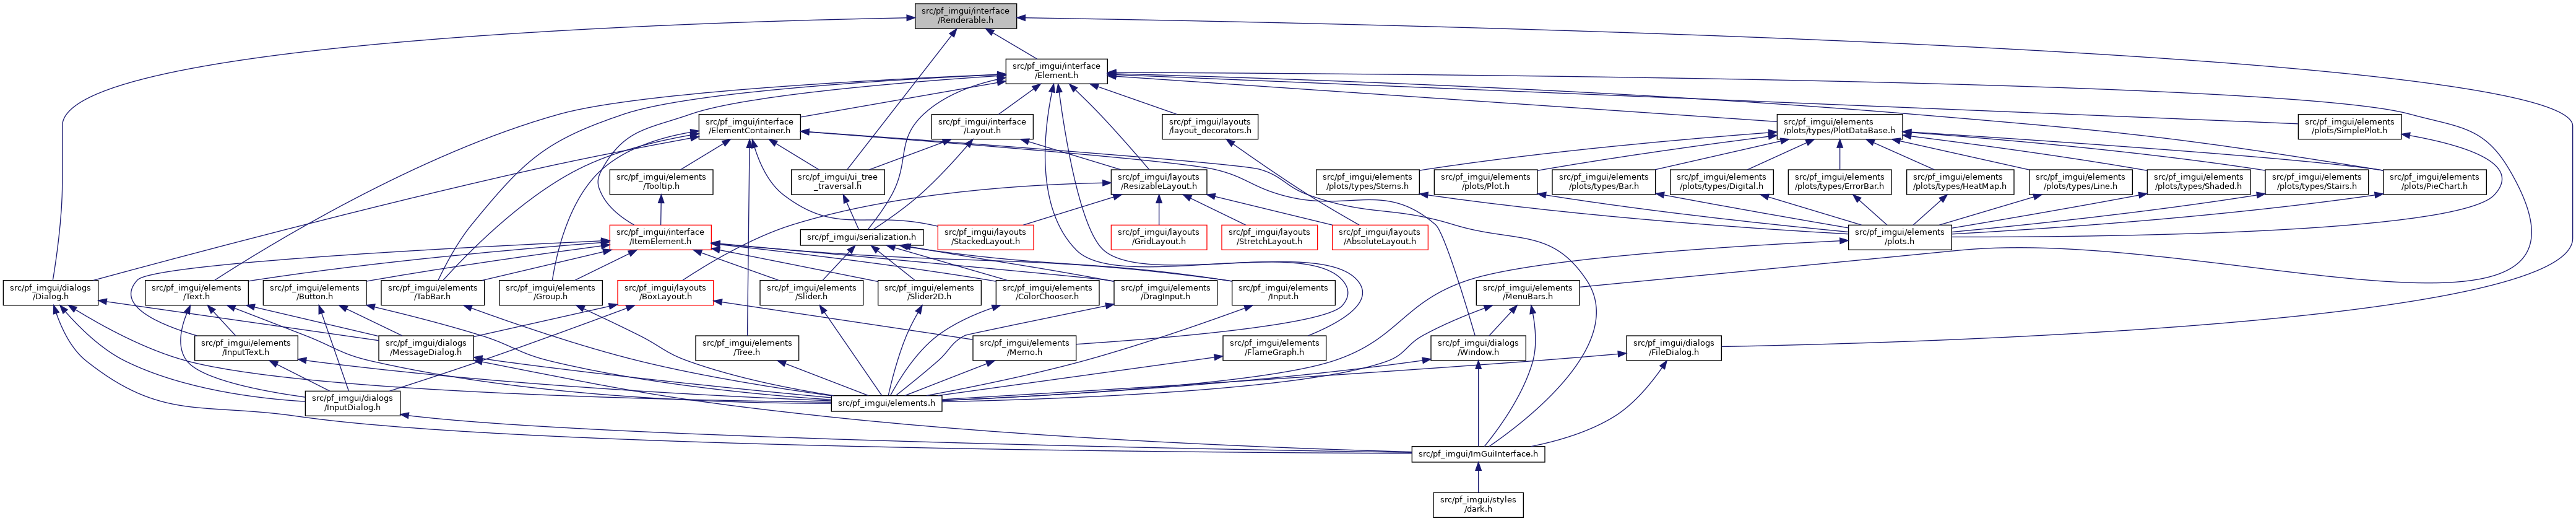 src/pf_imgui/interface
/Renderable.h
src/pf_imgui/interface
/Element.h
src/pf_imgui/interface
/ElementContainer.h
src/pf_imgui/interface
/Layout.h
src/pf_imgui/layouts
/layout_decorators.h
src/pf_imgui/elements
/plots/types/PlotDataBase.h
src/pf_imgui/elements
/plots/SimplePlot.h
src/pf_imgui/elements
/Tooltip.h
src/pf_imgui/ui_tree
_traversal.h
src/pf_imgui/layouts
/ResizableLayout.h
src/pf_imgui/elements
/plots/types/Stems.h
src/pf_imgui/elements
/plots/Plot.h
src/pf_imgui/elements
/plots/types/Bar.h
src/pf_imgui/elements
/plots/types/Digital.h
src/pf_imgui/elements
/plots/types/ErrorBar.h
src/pf_imgui/elements
/plots/types/HeatMap.h
src/pf_imgui/elements
/plots/types/Line.h
src/pf_imgui/elements
/plots/types/Shaded.h
src/pf_imgui/elements
/plots/types/Stairs.h
src/pf_imgui/elements
/plots/PieChart.h
src/pf_imgui/interface
/ItemElement.h
src/pf_imgui/serialization.h
src/pf_imgui/layouts
/StackedLayout.h
src/pf_imgui/layouts
/GridLayout.h
src/pf_imgui/layouts
/StretchLayout.h
src/pf_imgui/layouts
/AbsoluteLayout.h
src/pf_imgui/elements
/plots.h
src/pf_imgui/dialogs
/Dialog.h
src/pf_imgui/elements
/Text.h
src/pf_imgui/elements
/Button.h
src/pf_imgui/elements
/TabBar.h
src/pf_imgui/elements
/Group.h
src/pf_imgui/layouts
/BoxLayout.h
src/pf_imgui/elements
/Slider.h
src/pf_imgui/elements
/Slider2D.h
src/pf_imgui/elements
/ColorChooser.h
src/pf_imgui/elements
/DragInput.h
src/pf_imgui/elements
/Input.h
src/pf_imgui/elements
/MenuBars.h
src/pf_imgui/elements
/InputText.h
src/pf_imgui/dialogs
/MessageDialog.h
src/pf_imgui/elements
/Tree.h
src/pf_imgui/elements
/Memo.h
src/pf_imgui/elements
/FlameGraph.h
src/pf_imgui/dialogs
/Window.h
src/pf_imgui/dialogs
/FileDialog.h
src/pf_imgui/dialogs
/InputDialog.h
src/pf_imgui/elements.h
src/pf_imgui/ImGuiInterface.h
src/pf_imgui/styles
/dark.h